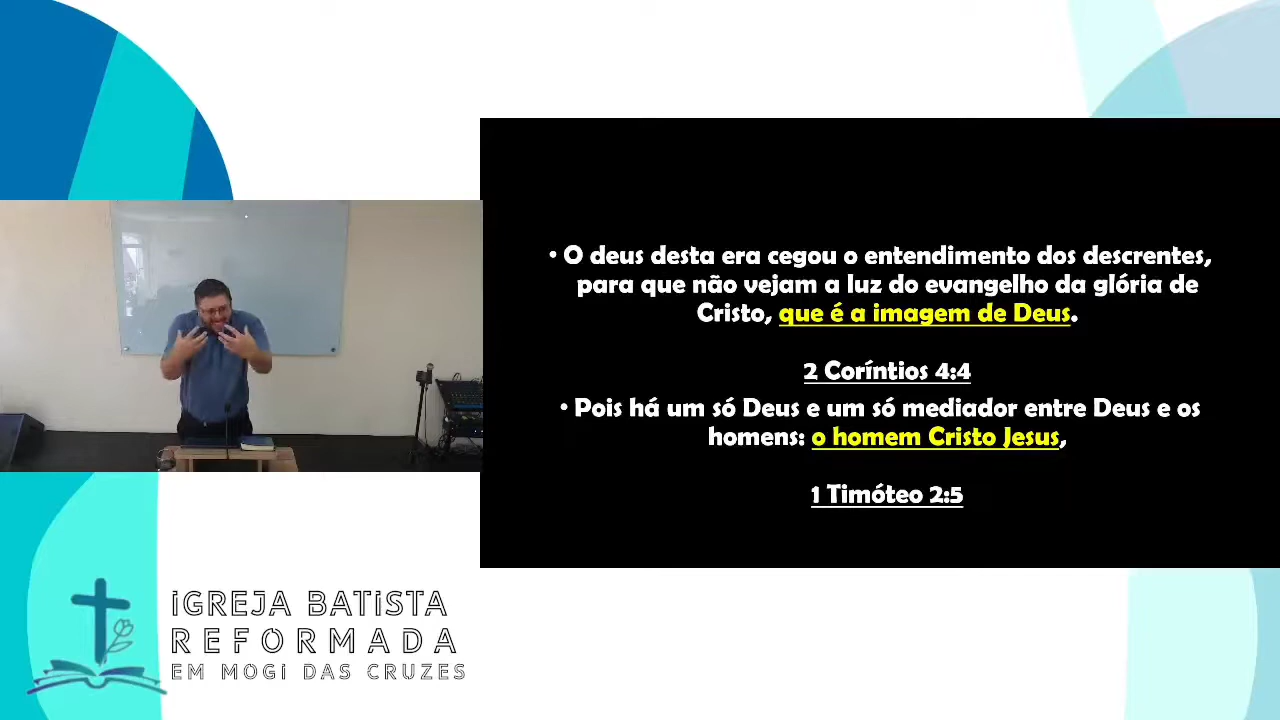 • O deus desta era cegou o entendimento dos descrentes,
para que não vejam a luz do evangelho da glória de
Cristo, que é a imagem de Deus.
2 Coríntios 4:4
• Pois há um só Deus e um só mediador entre Deus e os
homens: o homem Cristo Jesus,
1 Timóteo 2:5
iGREJA BATiSTA
REFORMADA
EM MOGi DAS CRUZES